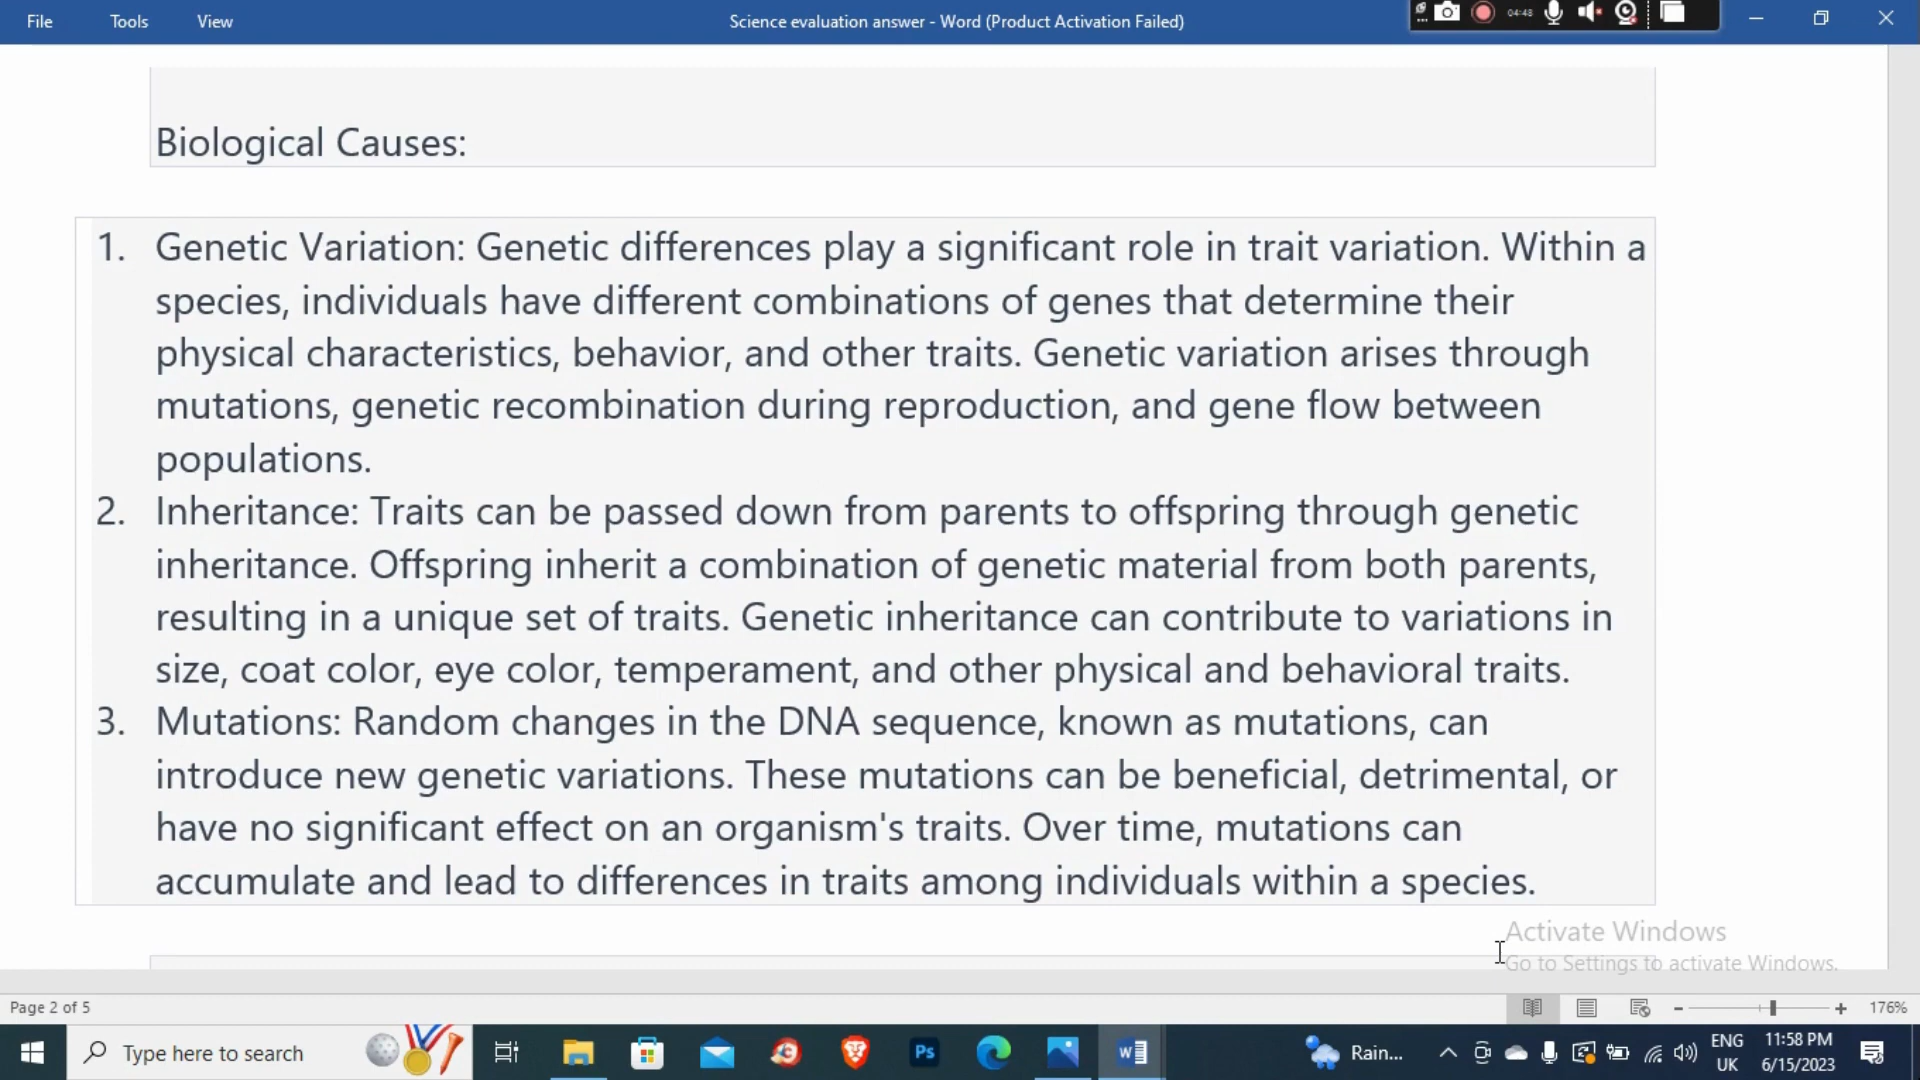 File Tools View Science evaluation answer - Word (Product Activation Failed) 04:48
Biological Causes:
1. Genetic Variation: Genetic differences play a significant role in trait variation. Within a
species, individuals have different combinations of genes that determine their
physical characteristics, behavior, and other traits. Genetic variation arises through
mutations, genetic recombination during reproduction, and gene flow between
populations.
2. Inheritance: Traits can be passed down from parents to offspring through genetic
inheritance. Offspring inherit a combination of genetic material from both parents,
resulting in a unique set of traits. Genetic inheritance can contribute to variations in
size, coat color, eye color, temperament, and other physical and behavioral traits.
3. Mutations: Random changes in the DNA sequence, known as mutations, can
introduce new genetic variations. These mutations can be beneficial, detrimental, or
have no significant effect on an organism's traits. Over time, mutations can
accumulate and lead to differences in traits among individuals within a species.
Activate Windows
Go to Settings to activate Windows.
Page 2 of 5 176%
Type here to search Ps Rain... ENG 11:58 PM
UK 6/15/2023